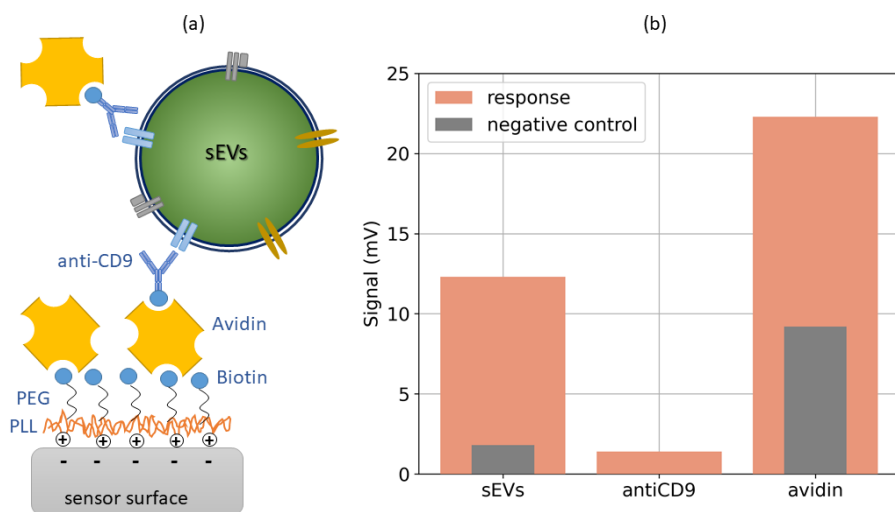 (a)
sEVs
anti-CD9
Avidin
Biotin
PEG
PLL
+ + + + +
- - - - -
sensor surface
(b)
25
20
15
10
5
0
Signal (mV)
response
negative control
sEVs antiCD9 avidin